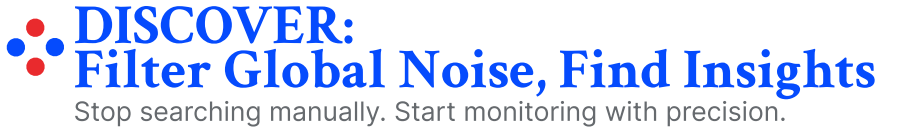 DISCOVER:
Filter Global Noise, Find Insights
Stop searching manually. Start monitoring with precision.